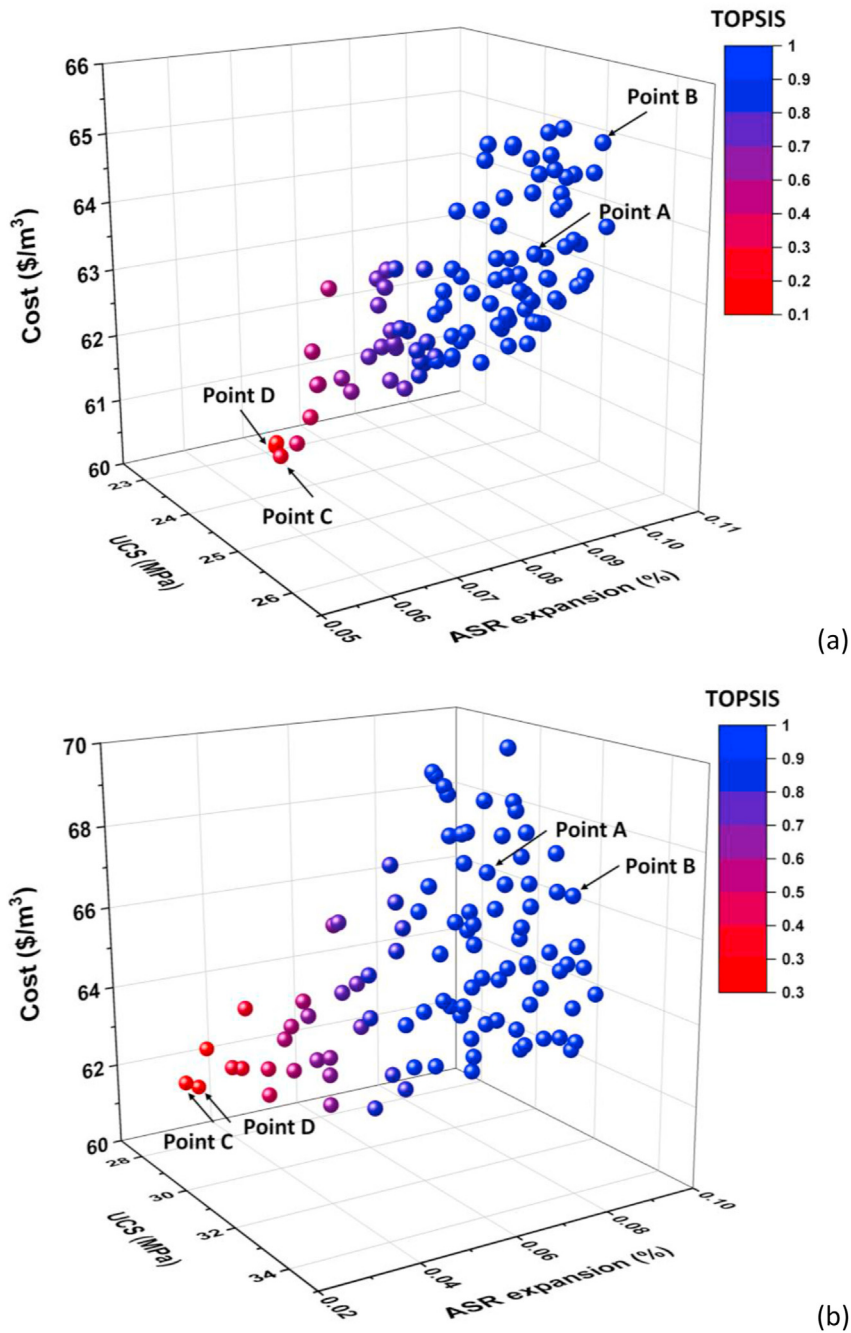 TOPSIS
66
65
64
63
62
61
60
Cost ($/m³)
1
0.9
0.8
0.7
0.6
0.5
0.4
0.3
0.2
0.1
Point B
Point A
Point D
Point C
23
24
25
26
UCS (MPa)
0.05
0.06
0.07
0.08
0.09
0.10
0.11
ASR expansion (%)
(a)
TOPSIS
70
68
66
64
62
60
Cost ($/m³)
1
0.9
0.8
0.7
0.6
0.5
0.4
0.3
Point A
Point B
Point C
Point D
28
30
32
34
UCS (MPa)
0.02
0.04
0.06
0.08
0.10
ASR expansion (%)
(b)